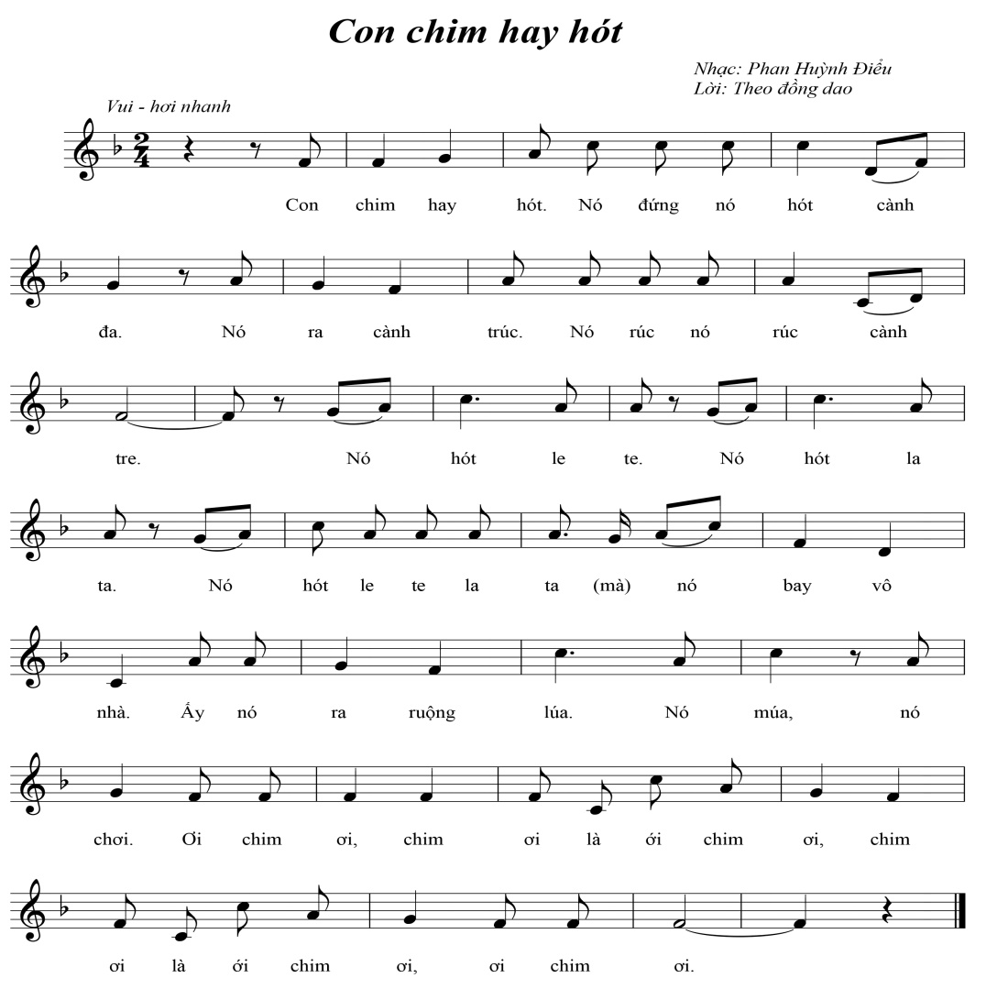 Con chim hay hót
Nhạc: Phan Huỳnh Điểu
Lời: Theo đồng dao
Vui - hơi nhanh
2
4
Con chim hay hót. Nó đứng nó hót cành
đa. Nó ra cành trúc. Nó rúc nó rúc cành
tre. Nó hót le te. Nó hót la
ta. Nó hót le te la ta (mà) nó bay vô
nhà. Ấy nó ra ruộng lúa. Nó múa, nó
chơi. Ơi chim ơi, chim ơi là ới chim ơi, chim
ơi là ới chim ơi, ơi chim ơi.